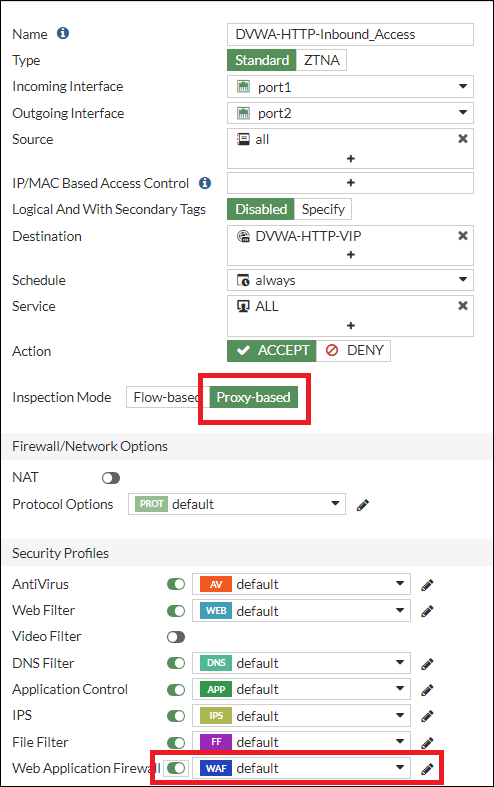 Name DVWA-HTTP-Inbound_Access
Type Standard ZTNA
Incoming Interface port1
Outgoing Interface port2
Source all
+
IP/MAC Based Access Control +
Logical And With Secondary Tags Disabled Specify
Destination DVWA-HTTP-VIP
+
Schedule always
Service ALL
+
Action ACCEPT DENY
Inspection Mode Flow-based Proxy-based
Firewall/Network Options
NAT
Protocol Options PROT default
Security Profiles
AntiVirus AV default
Web Filter WEB default
Video Filter
DNS Filter DNS default
Application Control APP default
IPS IPS default
File Filter FF default
Web Application Firewall WAF default